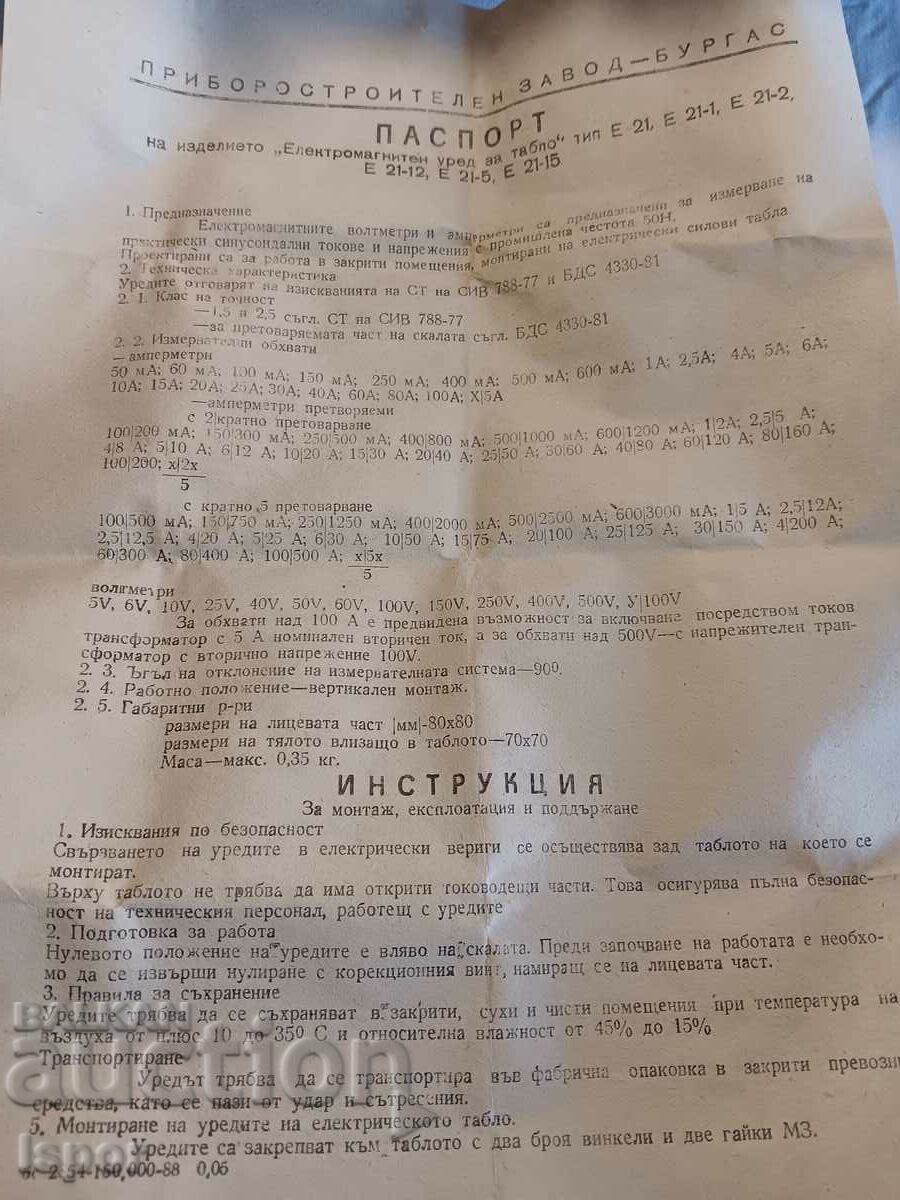 ПРИБОРОСТРОИТЕЛЕН ЗАВОД—БУРГАС
ПАСПОРТ
на изделието „Електромагнитен уред за табло" тип Е 21, Е 21-1, Е 21-2,
Е 21-12, Е 21-5, Е 21-15
1. Предназначение
Електромагнитните волтметри и амперметри са предназначени за измерване на
практически синусоидални токове и напрежения с промишлена честота 50Н.
Проектирани са за работа в закрити помещения, монтирани на електрически силови табла
2. Техническа характеристика
Уредите отговарят на изискванията на СТ на СИВ 788-77 и БДС 4330-81
2. 1. Клас на точност
—1,5 и 2,5 съгл. СТ на СИВ 788-77
—за претоваряемата част на скалата съгл. БДС 4330-81
2. 2. Измервателни обхвати
—амперметри
50 мА; 60 мА; 100 мА; 150 мА; 250 мА; 400 мА; 500 мА; 600 мА; 1А; 2,5А; 4А; 5А; 6А;
10А; 15А; 20А; 25А; 30А; 40А; 60А; 80А; 100А; X|5А
—амперметри претворяеми
с 2|кратно претоварване
100|200 мА; 150|300 мА; 250|500 мА; 400|800 мА; 500|1000 мА; 600|1200 мА; 1|2А; 2,5|5 А;
4|8 А; 5|10 А; 6|12 А; 10|20 А; 15|30 А; 20|40 А; 25|50 А; 30|60 А; 40|80 А; 60|120 А; 80|160 А;
100|200; x|2x
5
с кратно 5 претоварване
100|500 мА; 150|750 мА; 250|1250 мА; 400|2000 мА; 500|2500 мА; 600|3000 мА; 1|5 А; 2,5|12А;
2,5|12,5 А; 4|20 А; 5|25 А; 6|30 А; 10|50 А; 15|75 А; 20|100 А; 25|125 А; 30|150 А; 4|200 А;
60|300 А; 80|400 А; 100|500 А; x|5x
5
волтметри
5V, 6V, 10V, 25V, 40V, 50V, 60V, 100V, 150V, 250V, 400V, 500V, У|100V
За обхвати над 100 А е предвидена възможност за включване посредством токов
трансформатор с 5 А номинален вторичен ток, а за обхвати над 500V—с напрежителен тран-
сформатор с вторично напрежение 100V.
2. 3. Ъгъл на отклонение на измервателната система—900.
2. 4. Работно положение—вертикален монтаж.
2. 5. Габаритни р-ри
размери на лицевата част |мм|-80х80
размери на тялото влизащо в таблото—70х70
Маса—макс. 0,35 кг.
ИНСТРУКЦИЯ
За монтаж, експлоатация и поддържане
1. Изисквания по безопасност
Свързването на уредите в електрически вериги се осъществява зад таблото на което се
монтират.
Върху таблото не трябва да има открити тоководещи части. Това осигурява пълна безопас-
ност на техническия персонал, работещ с уредите
2. Подготовка за работа
Нулевото положение на уредите е вляво на скалата. Преди започване на работата е необхо-
мо да се извърши нулиране с корекционния винт, намиращ се на лицевата част.
3. Правила за съхранение
Уредите трябва да се съхраняват в закрити, сухи и чисти помещения при температура на
въздуха от плюс 10 до 350 С и относителна влажност от 45% до 15%
Транспортиране
Уредът трябва да се транспортира във фабрична опаковка в закрити превозни
средства, като се пази от удар и сътресения.
5. Монтиране на уредите на електрическото табло.
Уредите са закрепват към таблото с два броя винкели и две гайки М3.
2.54-150,000-88 0,06
auction
ispo